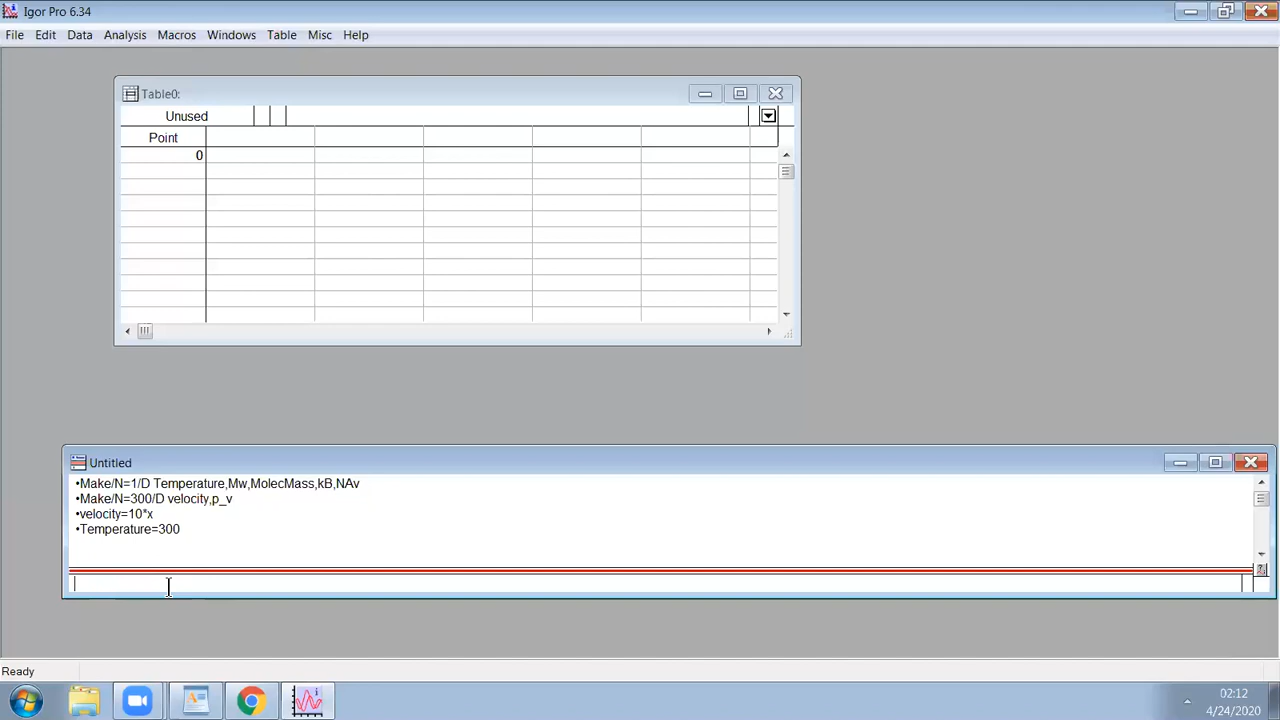 Igor Pro 6.34
File Edit Data Analysis Macros Windows Table Misc Help
Table0:
Unused
Point
0
Untitled
•Make/N=1/D Temperature,Mw,MolecMass,kB,NAv
•Make/N=300/D velocity,p_v
•velocity=10*x
•Temperature=300
Ready
02:12
4/24/2020